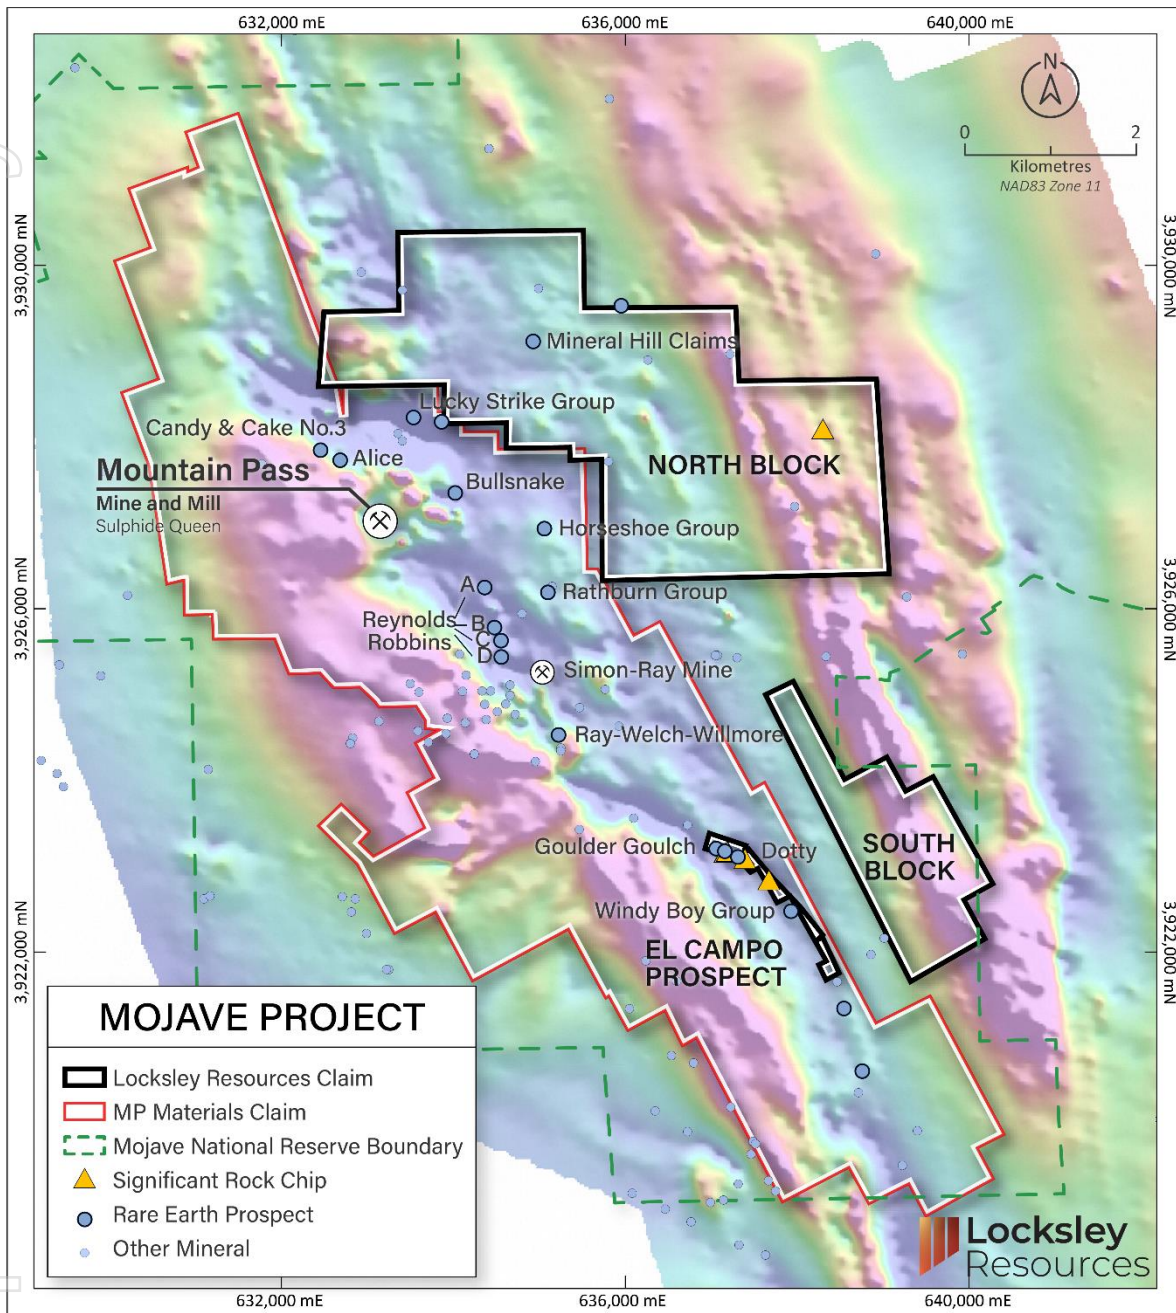 632,000 mE
636,000 mE
640,000 mE
N
0 2
Kilometres
NAD83 Zone 11
3,930,000 mN
3,930,000 mN
Mineral Hill Claims
Lucky Strike Group
Candy & Cake No.3
Alice
Mountain Pass
Mine and Mill
Sulphide Queen
Bullsnake
NORTH BLOCK
Horseshoe Group
3,926,000 mN
3,926,000 mN
A
Rathburn Group
Reynolds
Robbins
B
C
D
Simon-Ray Mine
Ray-Welch-Willmore
Goulder Goulch
Dotty
SOUTH
BLOCK
Windy Boy Group
EL CAMPO
PROSPECT
3,922,000 mN
3,922,000 mN
MOJAVE PROJECT
Locksley Resources Claim
MP Materials Claim
Mojave National Reserve Boundary
Significant Rock Chip
Rare Earth Prospect
Other Mineral
Locksley
Resources
632,000 mE
636,000 mE
640,000 mE